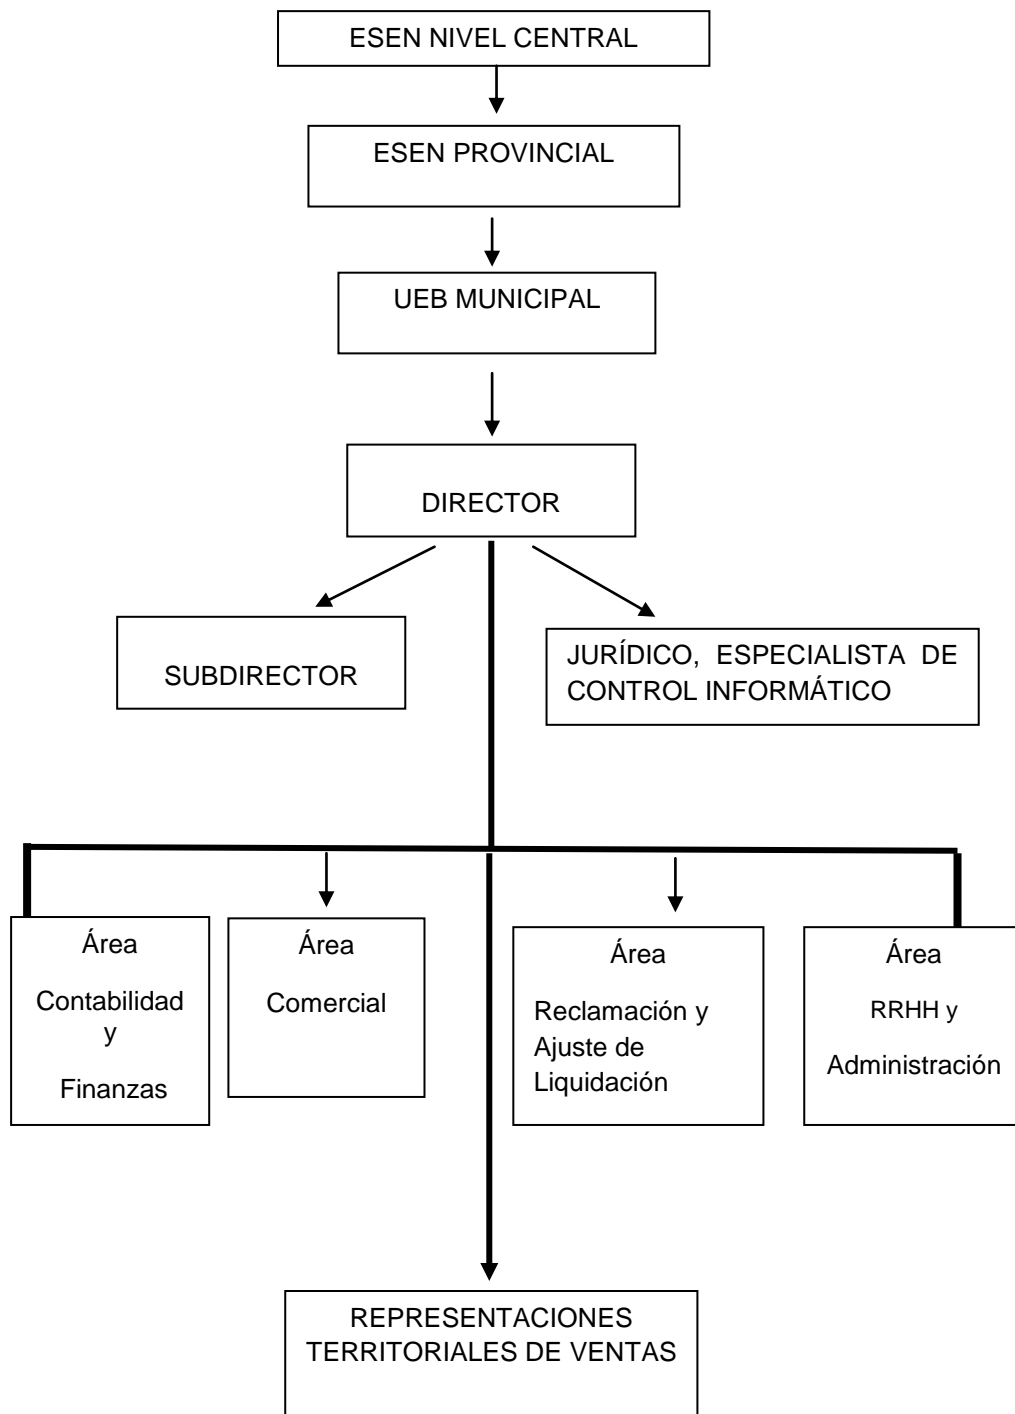 ESEN NIVEL CENTRAL
ESEN PROVINCIAL
UEB MUNICIPAL
DIRECTOR
SUBDIRECTOR
JURÍDICO, ESPECIALISTA DE
CONTROL INFORMÁTICO
Área
Contabilidad
y
Finanzas
Área
Comercial
Área
Reclamación y
Ajuste de
Liquidación
Área
RRHH y
Administración
REPRESENTACIONES
TERRITORIALES DE VENTAS